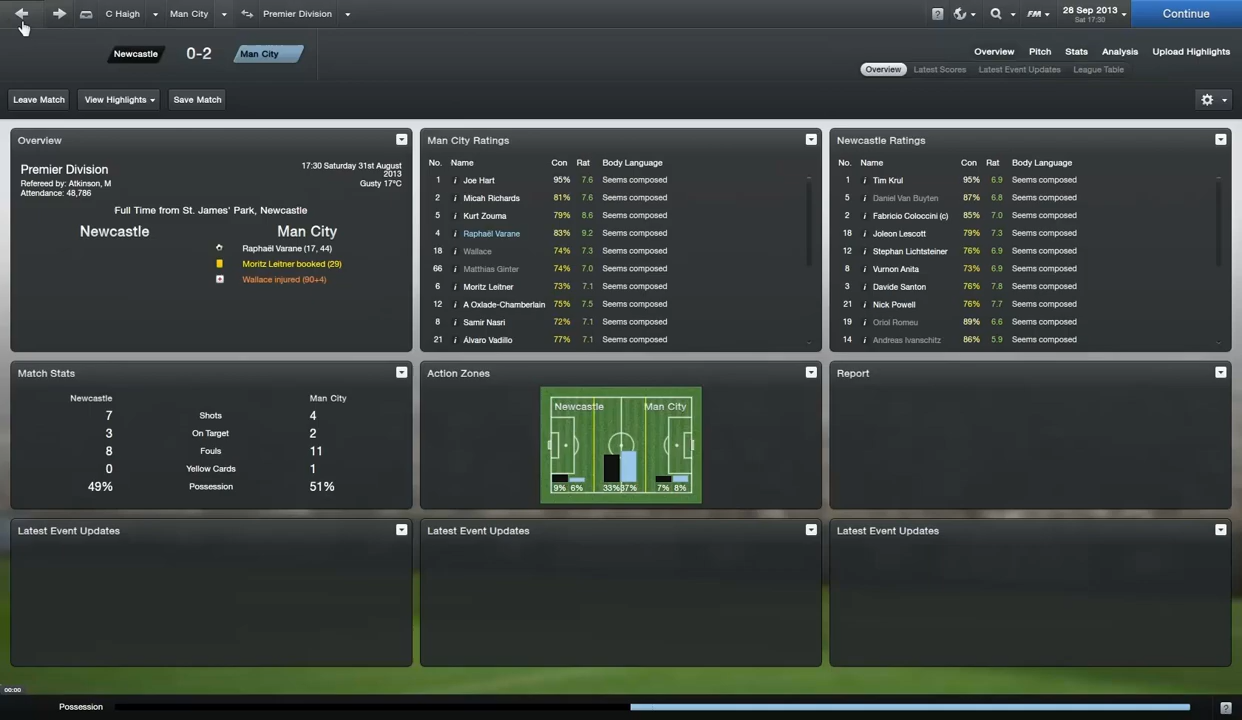 C Haigh Man City Premier Division ? FM 28 Sep 2013 Continue
Sat 17:30
Newcastle 0-2 Man City
Overview Pitch Stats Analysis Upload Highlights
Overview Latest Scores Latest Event Updates League Table
Leave Match View Highlights Save Match
Overview
Premier Division
Refereed by: Atkinson, M
Attendance: 48,786
17:30 Saturday 31st August
2013
Gusty 17°C
Full Time from St. James' Park, Newcastle
Newcastle Man City
Raphaël Varane (17, 44)
Moritz Leitner booked (29)
Wallace injured (90+4)
Man City Ratings
No. Name Con Rat Body Language
1 i Joe Hart 95% 7.6 Seems composed
2 i Micah Richards 81% 7.6 Seems composed
5 i Kurt Zouma 79% 8.6 Seems composed
4 i Raphaël Varane 83% 9.2 Seems composed
18 i Wallace 74% 7.3 Seems composed
66 i Matthias Ginter 74% 7.0 Seems composed
6 i Moritz Leitner 73% 7.1 Seems composed
12 i A Oxlade-Chamberlain 75% 7.5 Seems composed
8 i Samir Nasri 72% 7.1 Seems composed
21 i Álvaro Vadillo 77% 7.1 Seems composed
Newcastle Ratings
No. Name Con Rat Body Language
1 i Tim Krul 95% 6.9 Seems composed
5 i Daniel Van Buyten 87% 6.8 Seems composed
2 i Fabricio Coloccini (c) 85% 7.0 Seems composed
18 i Joleon Lescott 79% 7.3 Seems composed
12 i Stephan Lichtsteiner 76% 6.9 Seems composed
8 i Vurnon Anita 73% 6.9 Seems composed
3 i Davide Santon 76% 7.8 Seems composed
21 i Nick Powell 76% 7.7 Seems composed
19 i Oriol Romeu 89% 6.6 Seems composed
14 i Andreas Ivanschitz 86% 5.9 Seems composed
Match Stats
Newcastle Man City
7 Shots 4
3 On Target 2
8 Fouls 11
0 Yellow Cards 1
49% Possession 51%
Action Zones
Newcastle Man City
9% 6% 33% 37% 7% 8%
Report
Latest Event Updates
Latest Event Updates
Latest Event Updates
00:00
Possession ?